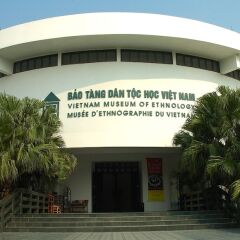 BẢO TÀNG DÂN TỘC HỌC VIỆT NAM
VIETNAM MUSEUM OF ETHNOLOGY
MUSÉE D'ETHNOGRAPHIE DU VIETNAM